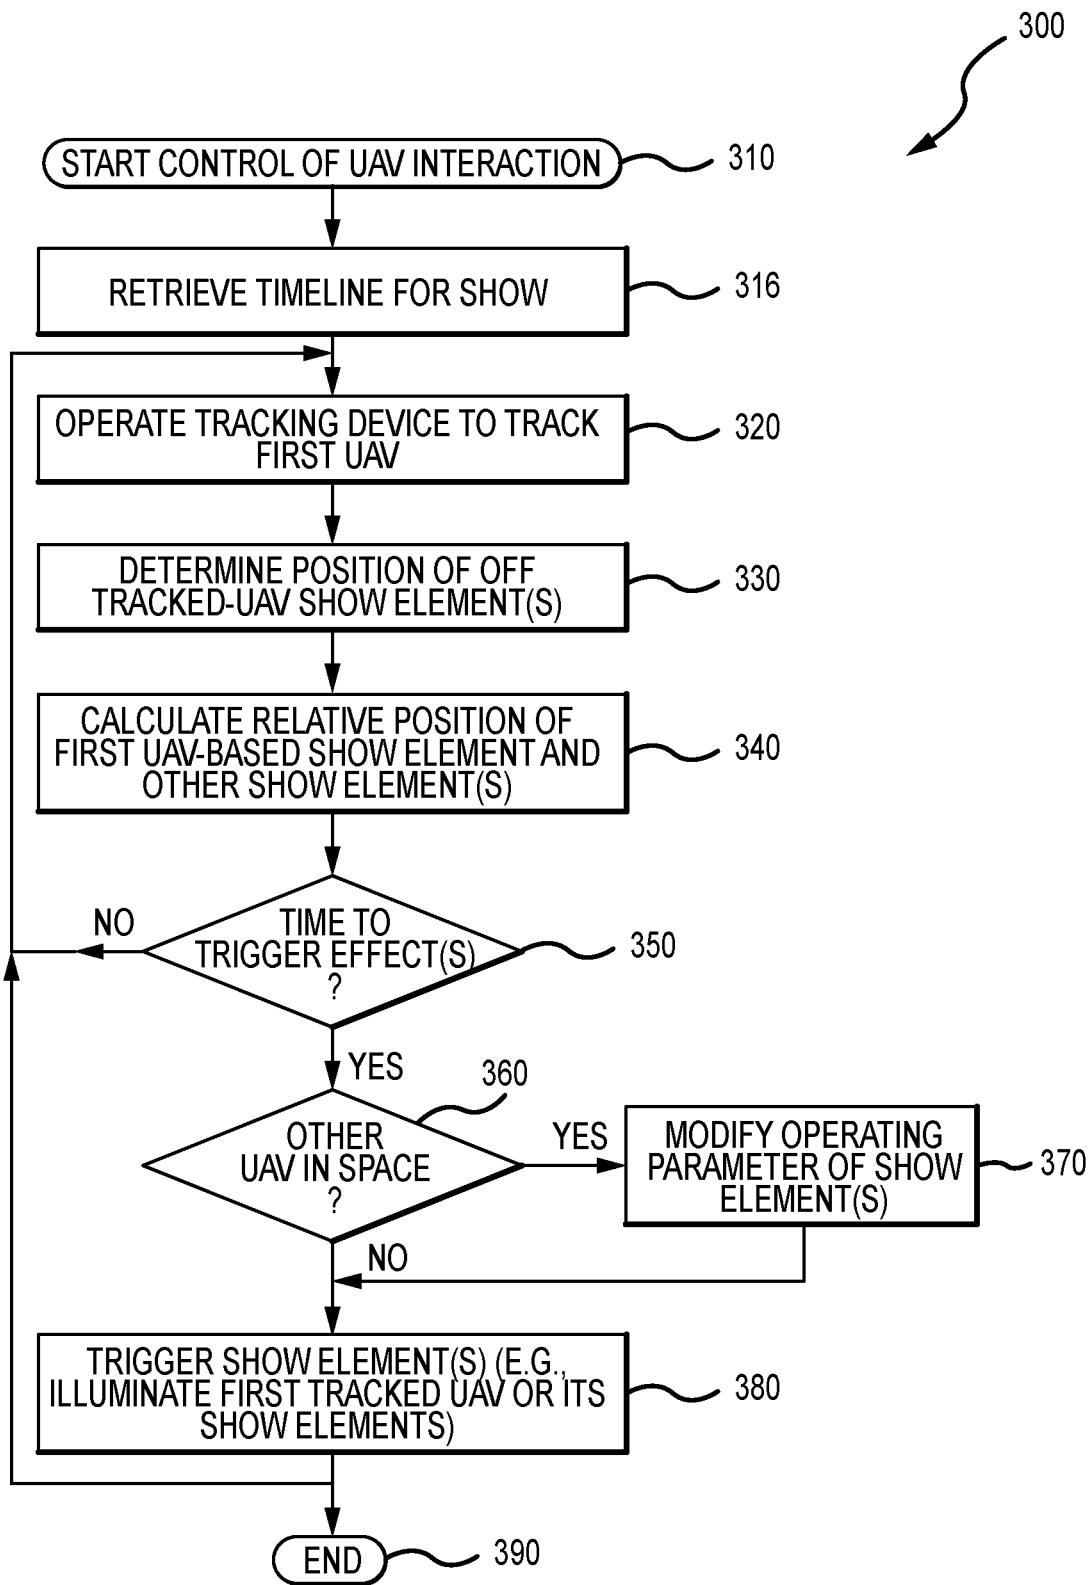 300
START CONTROL OF UAV INTERACTION
310
RETRIEVE TIMELINE FOR SHOW
316
OPERATE TRACKING DEVICE TO TRACK
FIRST UAV
320
DETERMINE POSITION OF OFF
TRACKED-UAV SHOW ELEMENT(S)
330
CALCULATE RELATIVE POSITION OF
FIRST UAV-BASED SHOW ELEMENT AND
OTHER SHOW ELEMENT(S)
340
NO
TIME TO
TRIGGER EFFECT(S)
?
350
YES
360
OTHER
UAV IN SPACE
?
YES
MODIFY OPERATING
PARAMETER OF SHOW
ELEMENT(S)
370
NO
TRIGGER SHOW ELEMENT(S) (E.G.,
ILLUMINATE FIRST TRACKED UAV OR ITS
SHOW ELEMENTS)
380
END
390